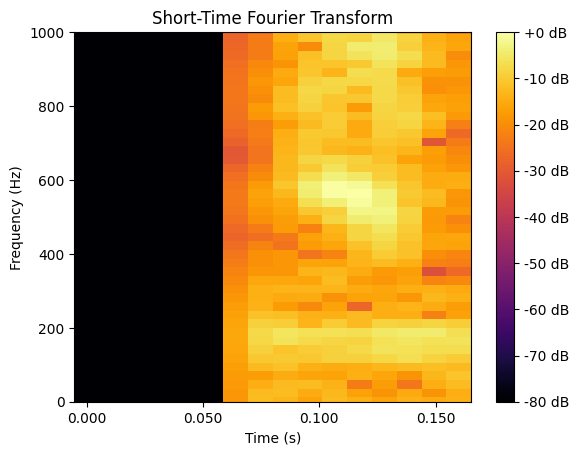 Short-Time Fourier Transform
1000
800
600
400
200
0
Frequency (Hz)
0.000
0.050
0.100
0.150
Time (s)
+0 dB
-10 dB
-20 dB
-30 dB
-40 dB
-50 dB
-60 dB
-70 dB
-80 dB